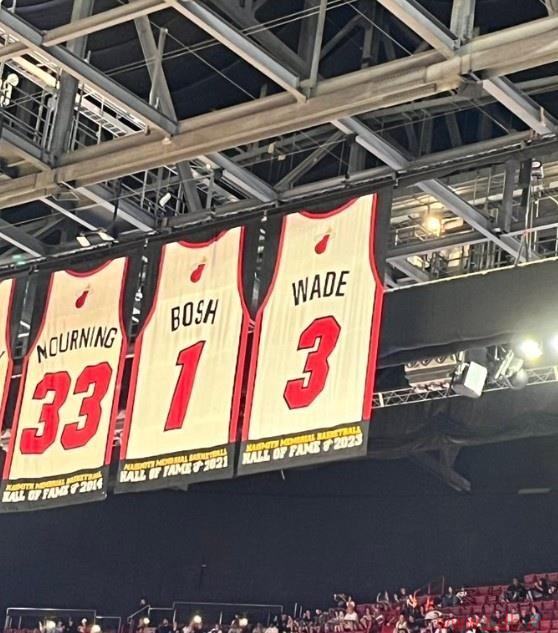 NOURNING
33
NAISMITH MEMORIAL BASKETBALL
HALL OF FAME 2014
BOSH
1
NAISMITH MEMORIAL BASKETBALL
HALL OF FAME 2021
WADE
3
NAISMITH MEMORIAL BASKETBALL
HALL OF FAME 2023